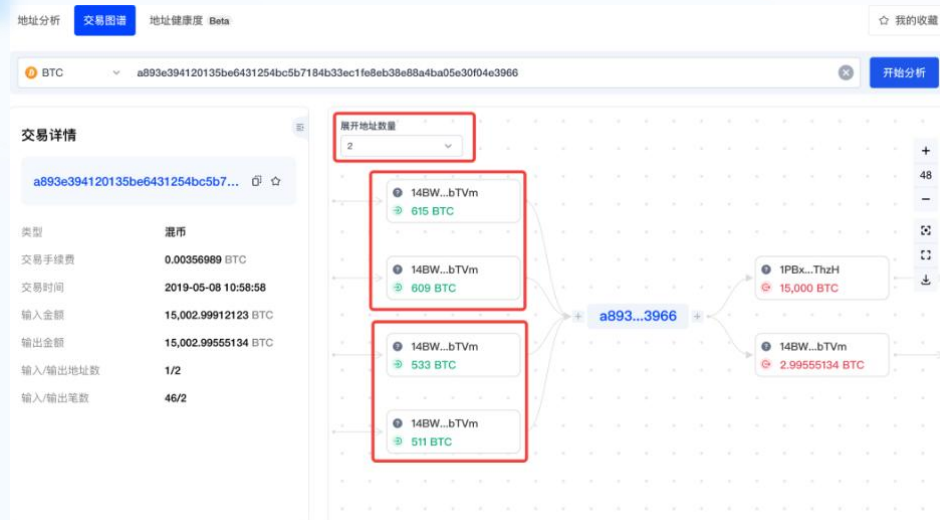 地址分析 交易图谱 地址健康度 Beta ☆ 我的收藏
BTC a893e394120135be6431254bc5b7184b33ec1fe8eb38e88a4ba05e30f04e3966 开始分析
交易详情
a893e394120135be6431254bc5b7...
类型 混币
交易手续费 0.00356989 BTC
交易时间 2019-05-08 10:58:58
输入金额 15,002.99912123 BTC
输出金额 15,002.99555134 BTC
输入/输出地址数 1/2
输入/输出笔数 46/2
展开地址数量
2
14BW...bTVm
615 BTC
14BW...bTVm
609 BTC
14BW...bTVm
533 BTC
14BW...bTVm
511 BTC
+ a893...3966 +
1PBx...ThzH
15,000 BTC
14BW...bTVm
2.99555134 BTC
+
48
−